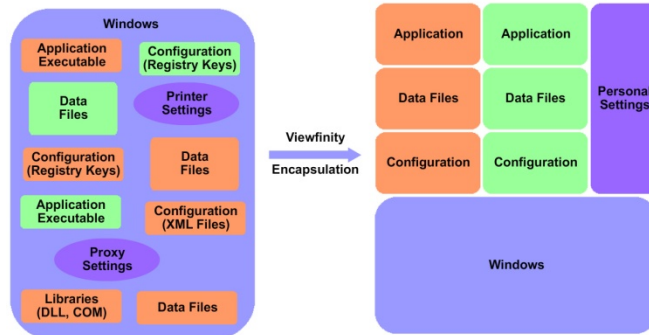 Windows
Application
Executable
Configuration
(Registry Keys)
Data
Files
Printer
Settings
Configuration
(Registry Keys)
Data
Files
Application
Executable
Configuration
(XML Files)
Proxy
Settings
Libraries
(DLL, COM)
Data Files
Viewfinity
Encapsulation
Application
Application
Data Files
Data Files
Personal
Settings
Configuration
Configuration
Windows